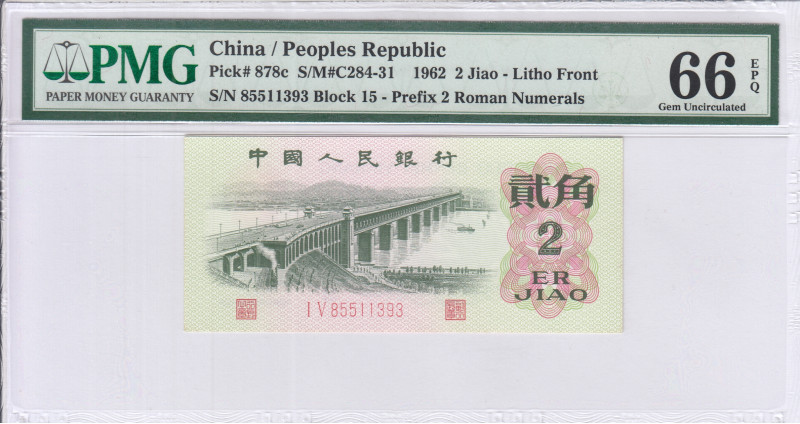 PMG
PAPER MONEY GUARANTY
China / Peoples Republic
Pick# 878c S/M#C284-31 1962 2 Jiao - Litho Front
S/N 85511393 Block 15 - Prefix 2 Roman Numerals
66 EPQ
Gem Uncirculated
中國人民銀行
貳角
2
ER
JIAO
I V 85511393